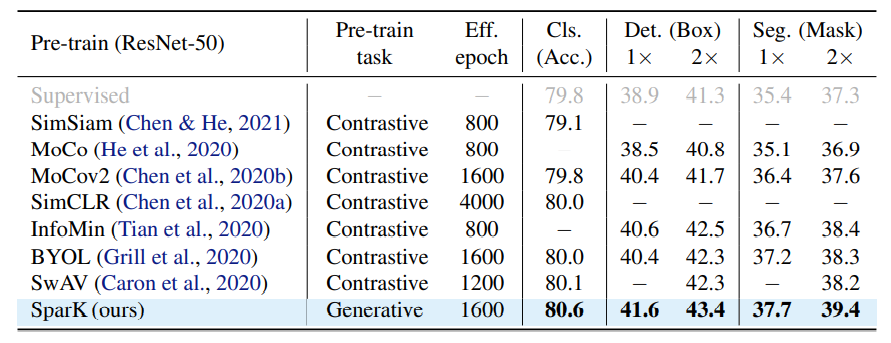 Pre-train (ResNet-50) Pre-train task Eff. epoch Cls. (Acc.) Det. (Box) 1× 2× Seg. (Mask) 1× 2×
Supervised – – 79.8 38.9 41.3 35.4 37.3
SimSiam (Chen & He, 2021) Contrastive 800 79.1 – – – –
MoCo (He et al., 2020) Contrastive 800 – 38.5 40.8 35.1 36.9
MoCov2 (Chen et al., 2020b) Contrastive 1600 79.8 40.4 41.7 36.4 37.6
SimCLR (Chen et al., 2020a) Contrastive 4000 80.0 – – – –
InfoMin (Tian et al., 2020) Contrastive 800 – 40.6 42.5 36.7 38.4
BYOL (Grill et al., 2020) Contrastive 1600 80.0 40.4 42.3 37.2 38.3
SwAV (Caron et al., 2020) Contrastive 1200 80.1 – 42.3 – 38.2
SparK (ours) Generative 1600 80.6 41.6 43.4 37.7 39.4